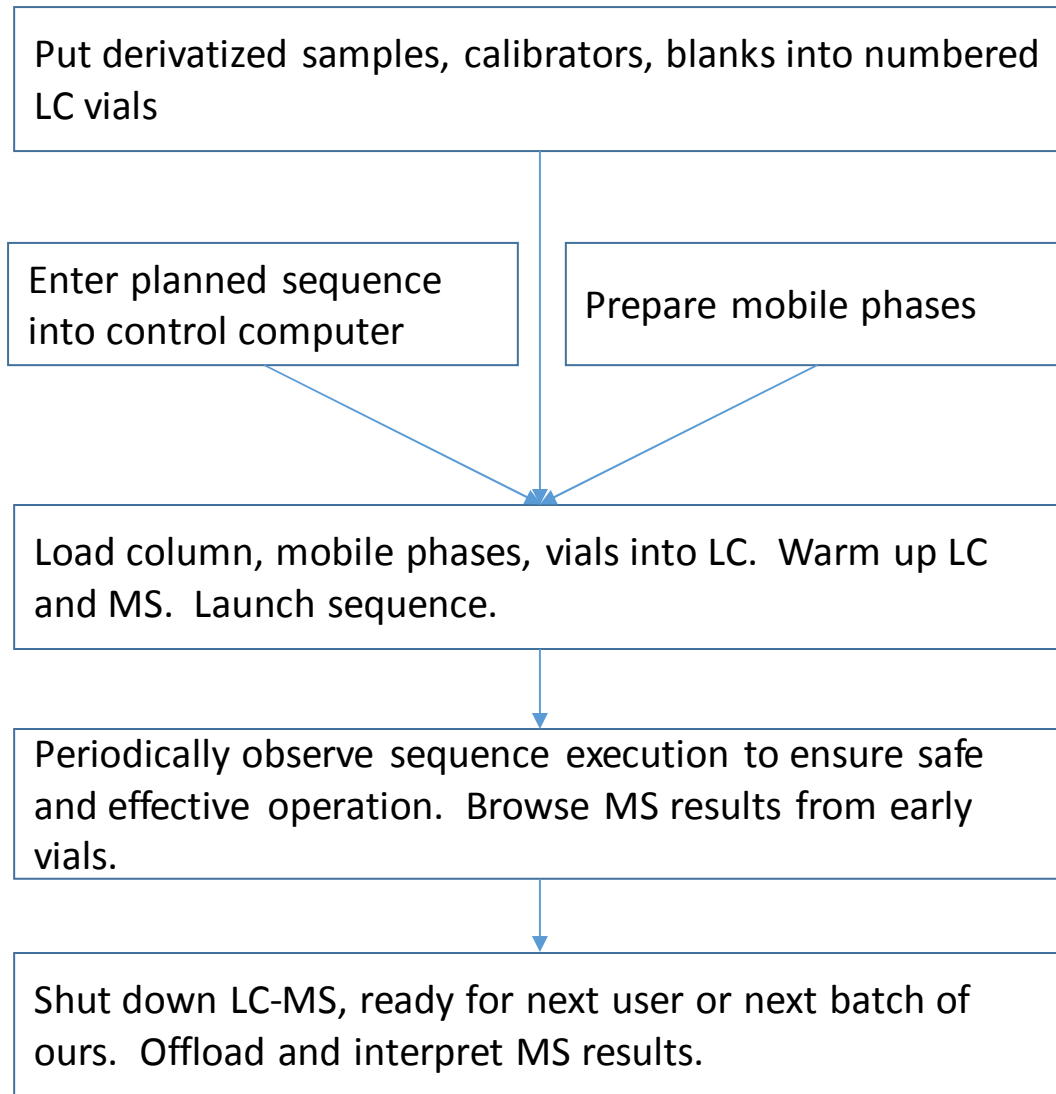 Put derivatized samples, calibrators, blanks into numbered
LC vials
Enter planned sequence
into control computer
Prepare mobile phases
Load column, mobile phases, vials into LC.  Warm up LC
and MS.  Launch sequence.
Periodically observe sequence execution to ensure safe
and effective operation.  Browse MS results from early
vials.
Shut down LC-MS, ready for next user or next batch of
ours.  Offload and interpret MS results.